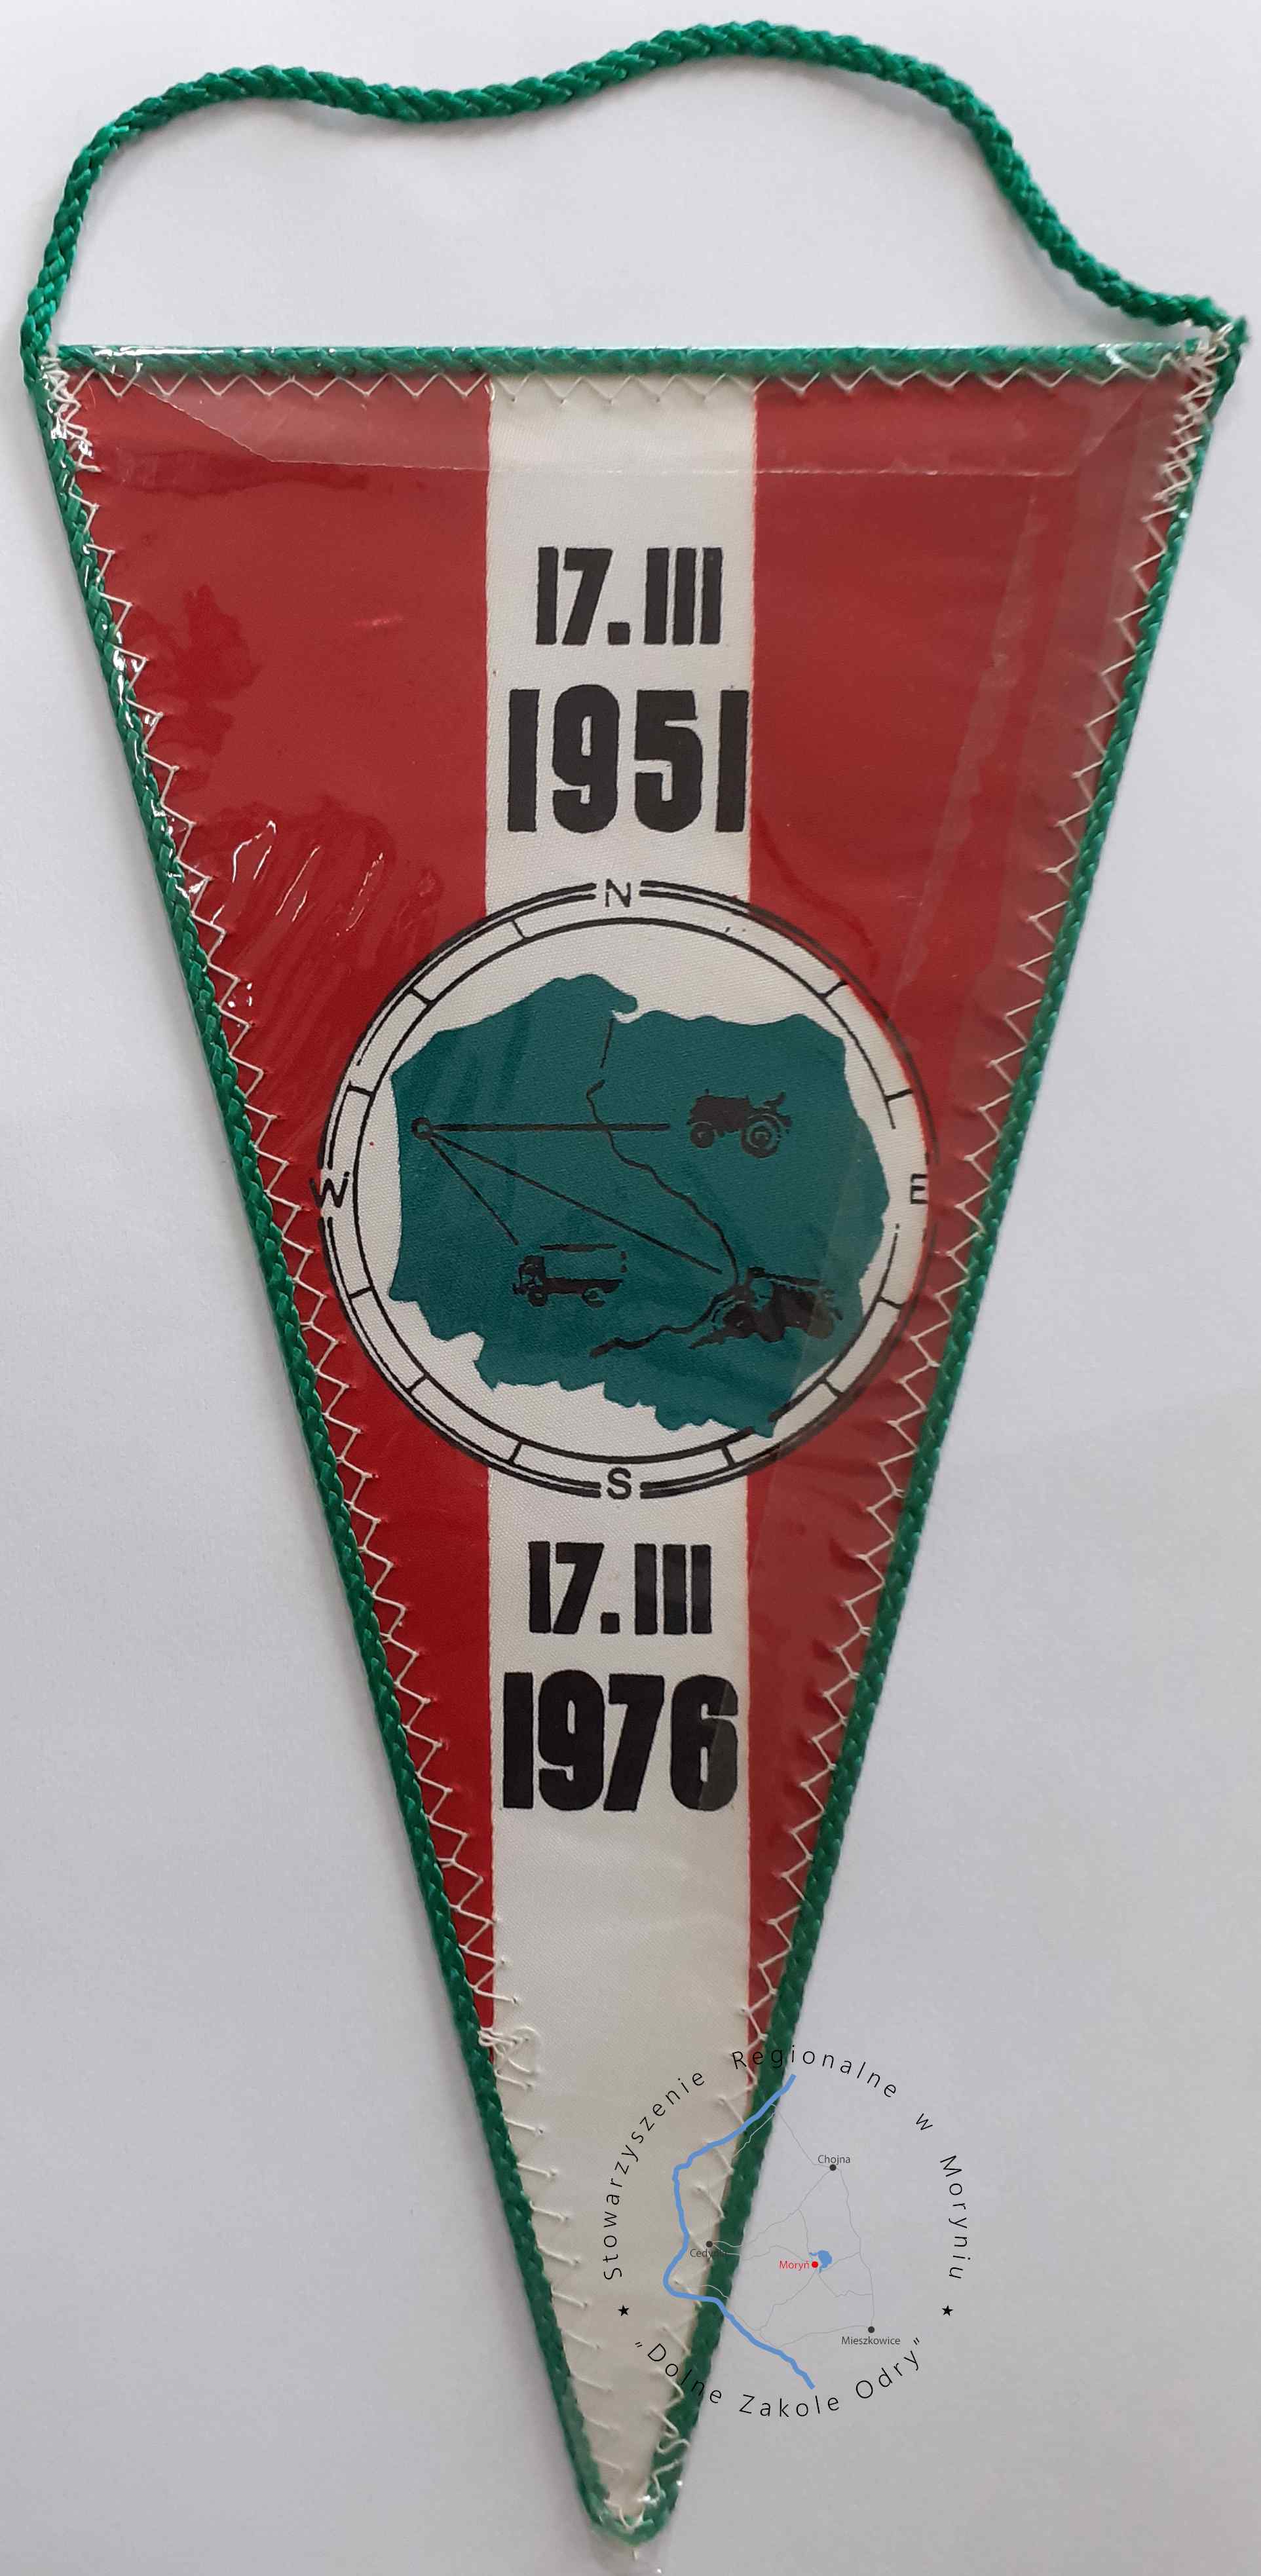 17.III
1951
N
W
E
S
17.III
1976
Stowarzyszenie Regionalne w Moryniu
Chojna
Moryń
Mieszkowice
★ "Dolne Zakole Odry" ★